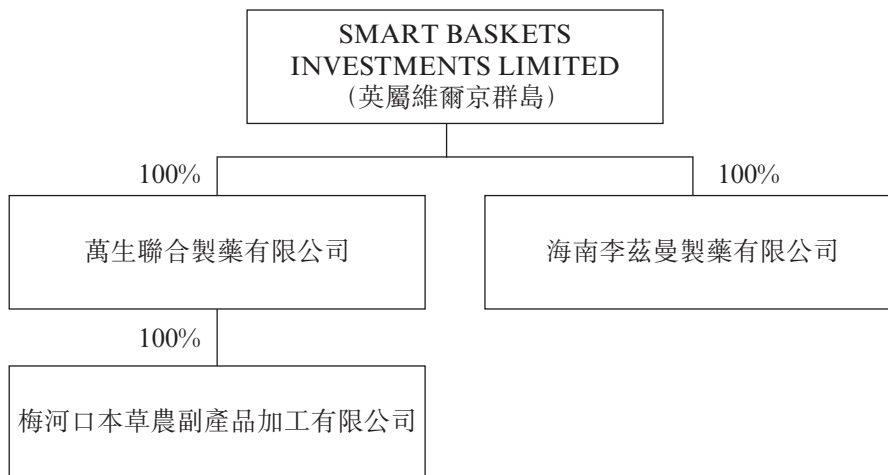 SMART BASKETS
INVESTMENTS LIMITED
（英屬維爾京群島）
100%
100%
萬生聯合製藥有限公司
海南李茲曼製藥有限公司
100%
梅河口本草農副產品加工有限公司